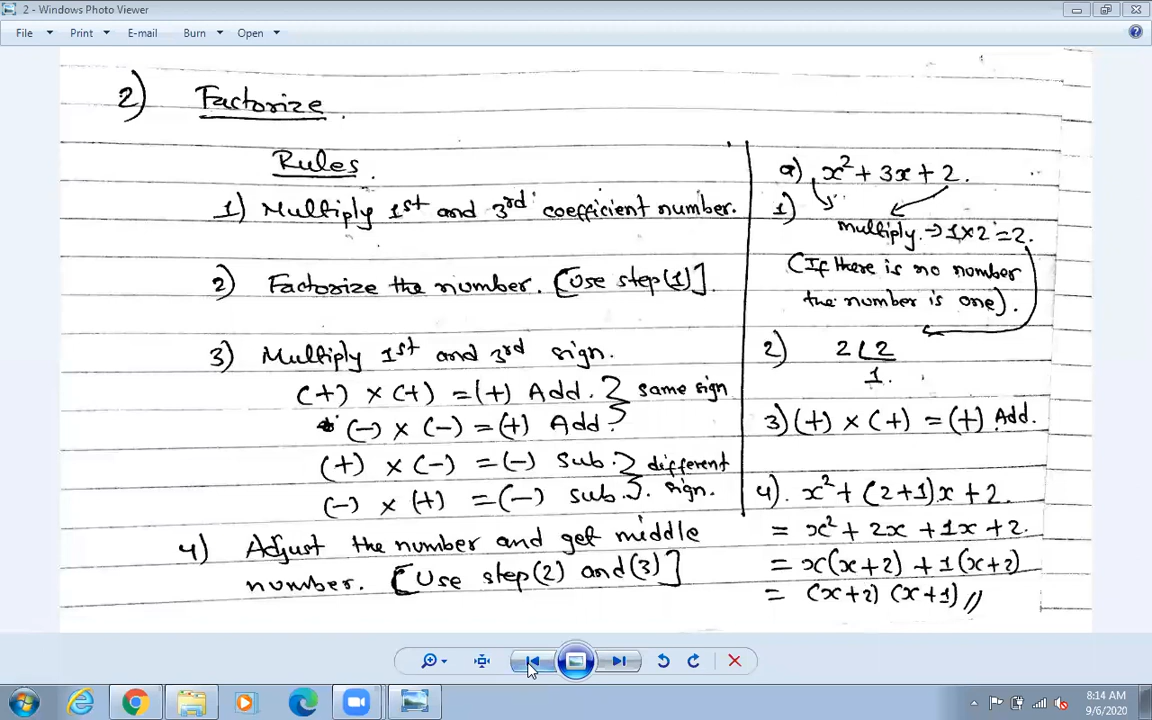 2 - Windows Photo Viewer
File Print E-mail Burn Open
2) Factorize.
Rules.
1) Multiply 1st and 3rd coefficient number.
2) Factorize the number. [Use step(1)].
3) Multiply 1st and 3rd sign.
(+) × (+) = (+) Add. } same sign
(-) × (-) = (+) Add.
(+) × (-) = (-) Sub. } different
(-) × (+) = (-) sub. sign.
4) Adjust the number and get middle
number. [Use step(2) and (3)]
a) x² + 3x + 2.
1)
multiply. → 1×2 = 2.
(If there is no number
the number is one).
2) 2 | 2
1.
3) (+) × (+) = (+) Add.
4). x² + (2+1)x + 2.
= x² + 2x + 1x + 2.
= x(x+2) + 1(x+2)
= (x+2) (x+1) //
8:14 AM
9/6/2020